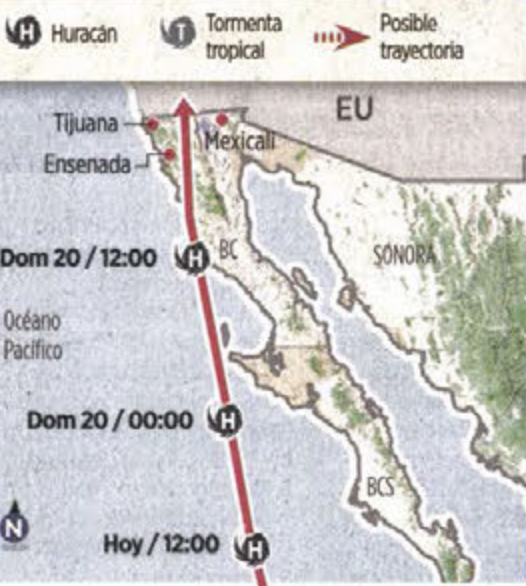 H Huracán
T Tormenta
tropical
Posible
trayectoria
EU
Tijuana
Mexicali
Ensenada
Dom 20 / 12:00
H
BC
SONORA
Océano
Pacífico
Dom 20 / 00:00
H
BCS
N
Hoy / 12:00
H